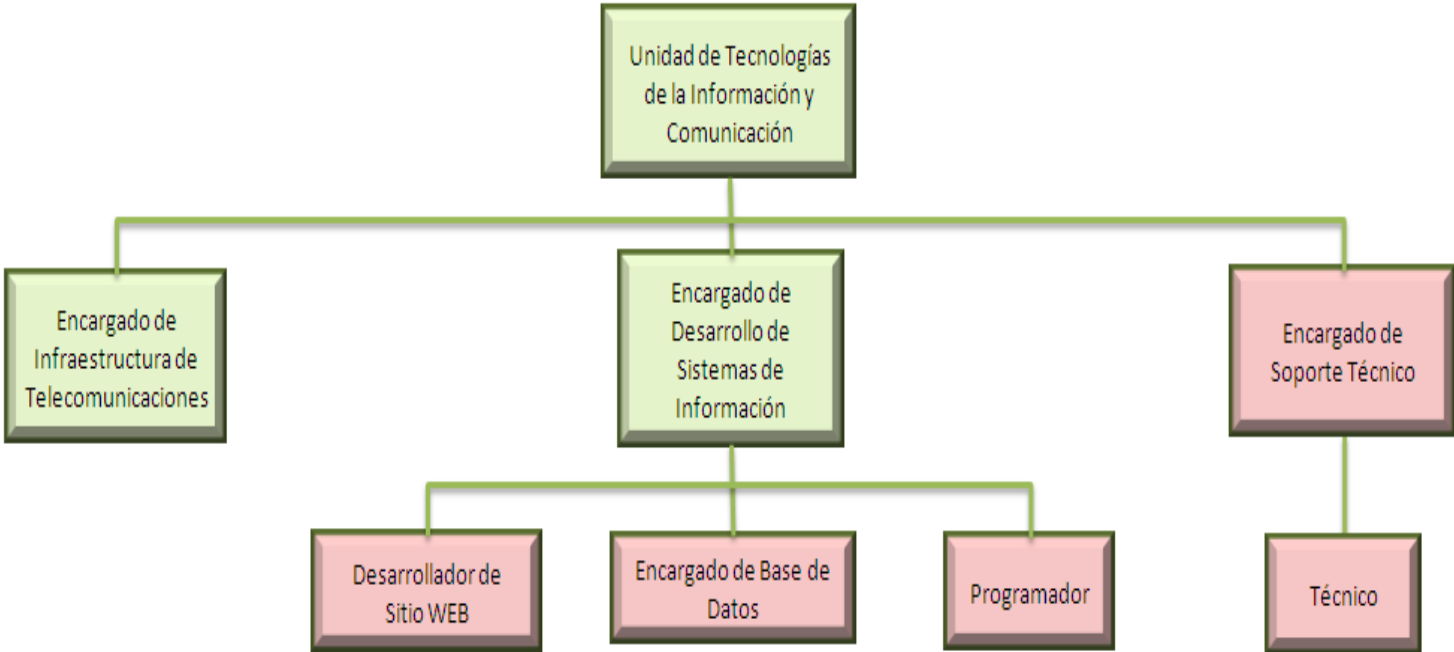 Unidad de Tecnologías
de la Información y
Comunicación
Encargado de
Infraestructura de
Telecomunicaciones
Encargado de
Desarrollo de
Sistemas de
Información
Encargado de
Soporte Técnico
Desarrollador de
Sitio WEB
Encargado de Base de
Datos
Programador
Técnico